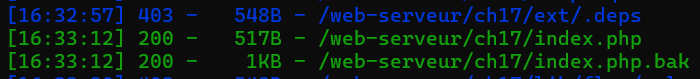 [16:32:57] 403 -   548B - /web-serveur/ch17/ext/.deps
[16:33:12] 200 -   517B - /web-serveur/ch17/index.php
[16:33:12] 200 -    1KB - /web-serveur/ch17/index.php.bak